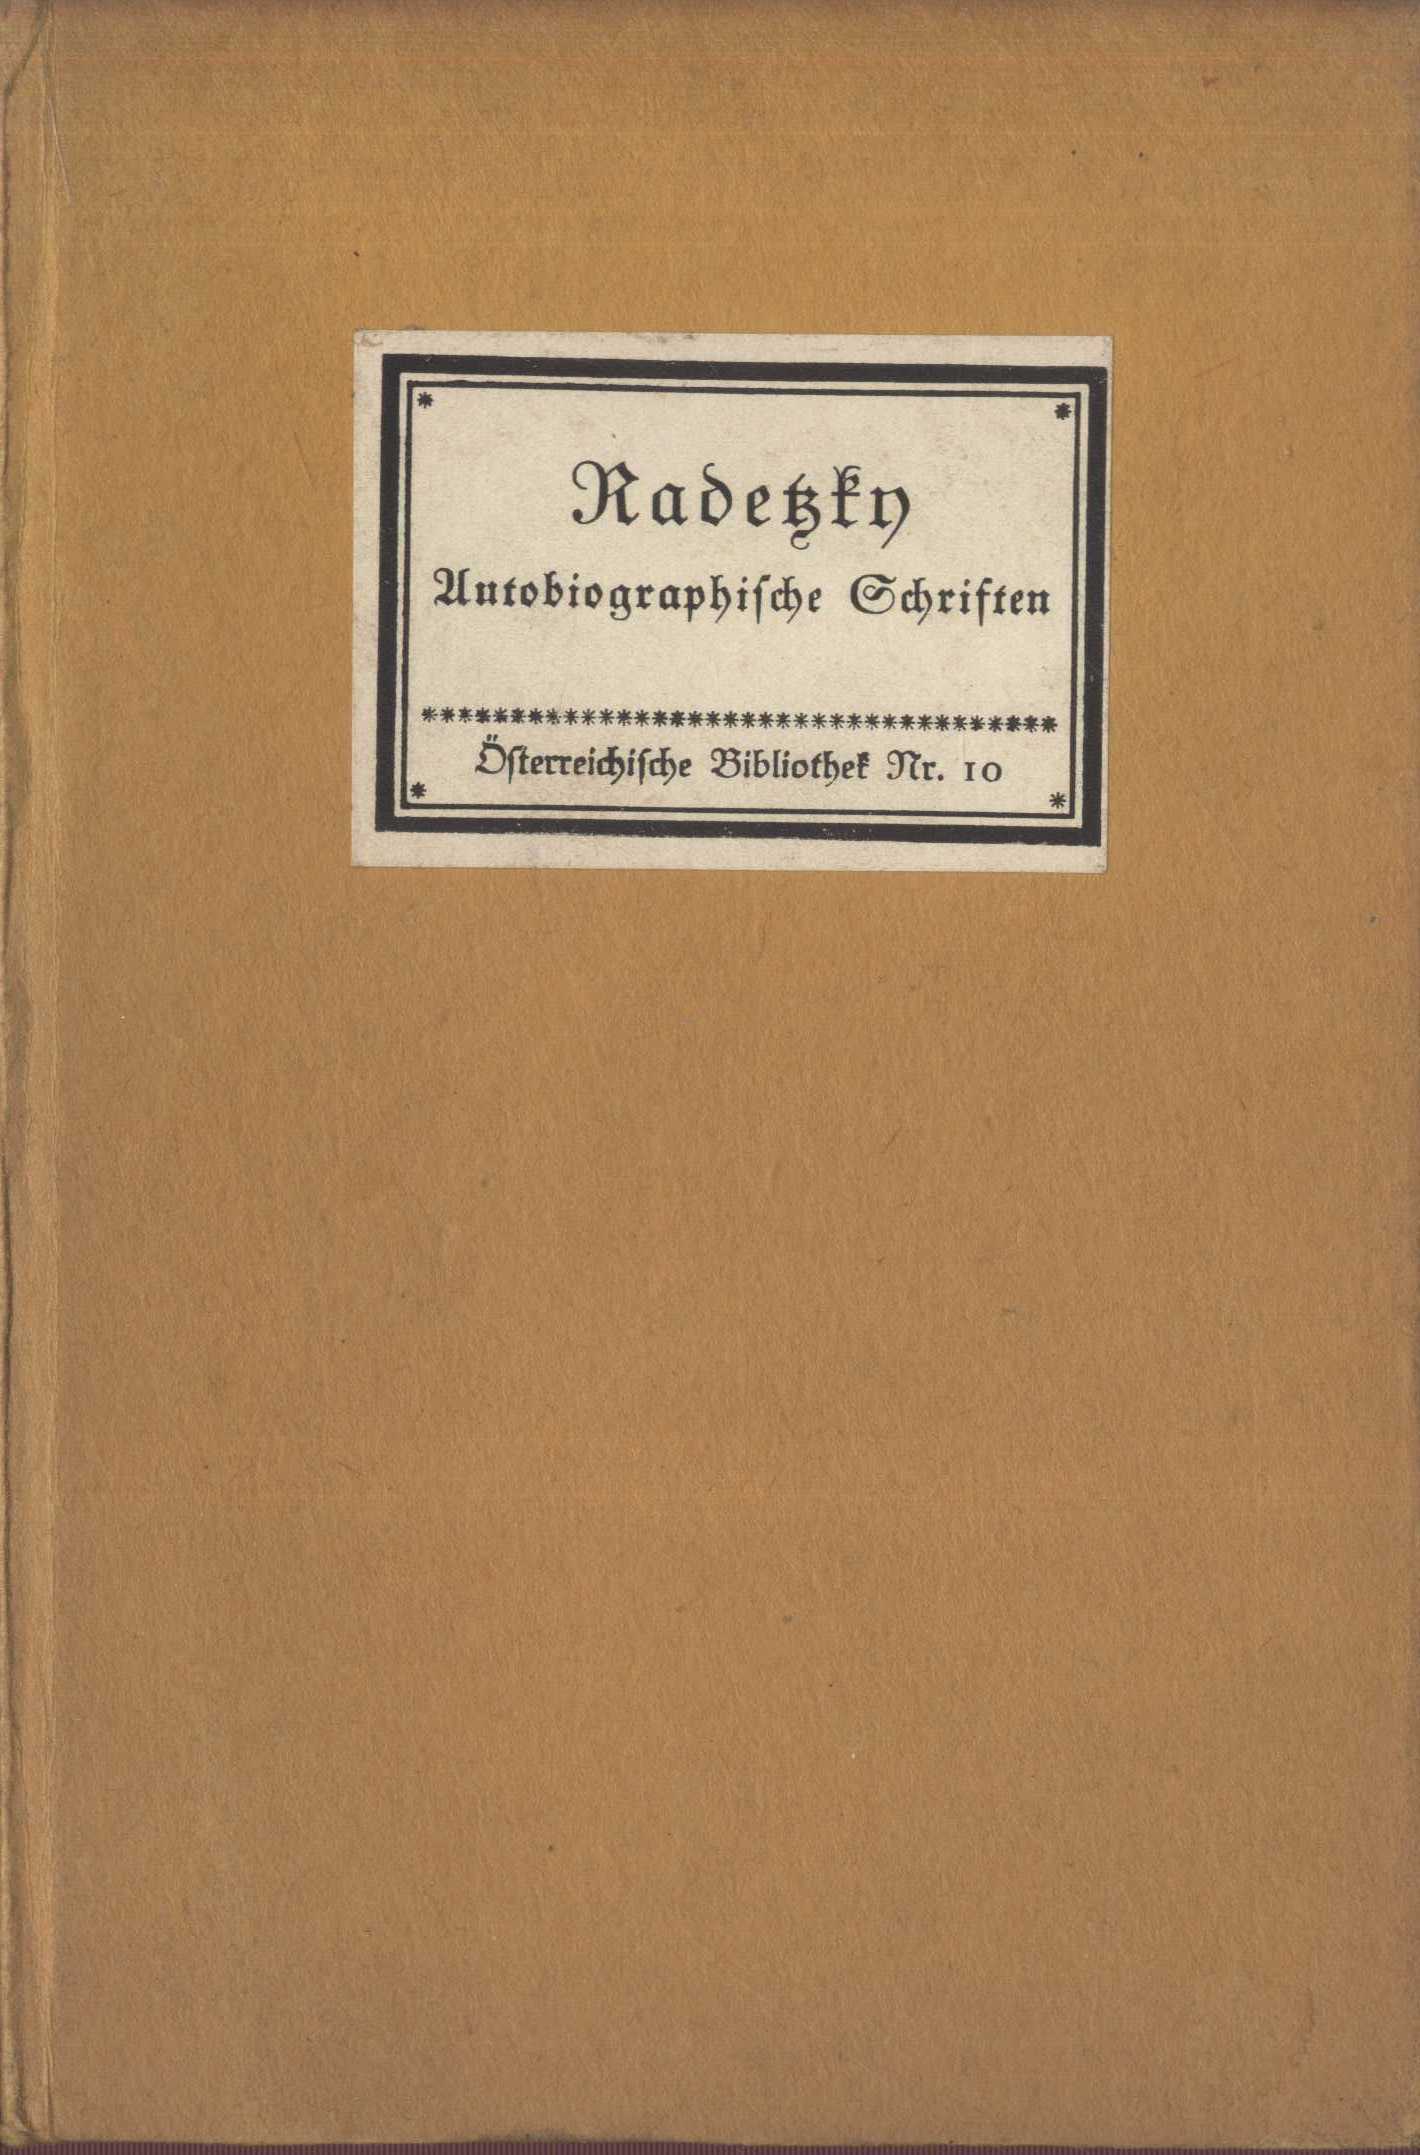 Radetzky
Autobiographiſche Schriften
Öſterreichiſche Bibliothek Nr. 10